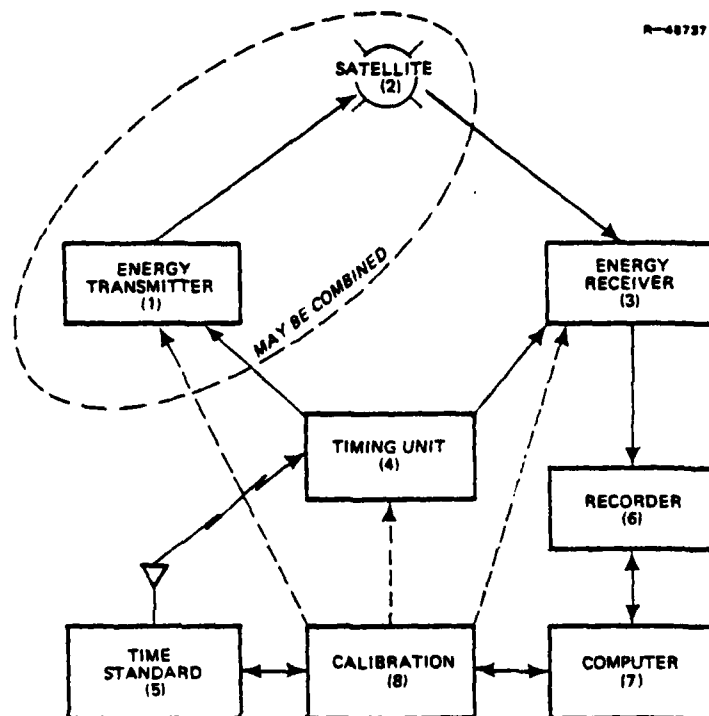 R-48737
SATELLITE
(2)
ENERGY
TRANSMITTER
(1)
ENERGY
RECEIVER
(3)
MAY BE COMBINED
TIMING UNIT
(4)
RECORDER
(6)
TIME
STANDARD
(5)
CALIBRATION
(8)
COMPUTER
(7)